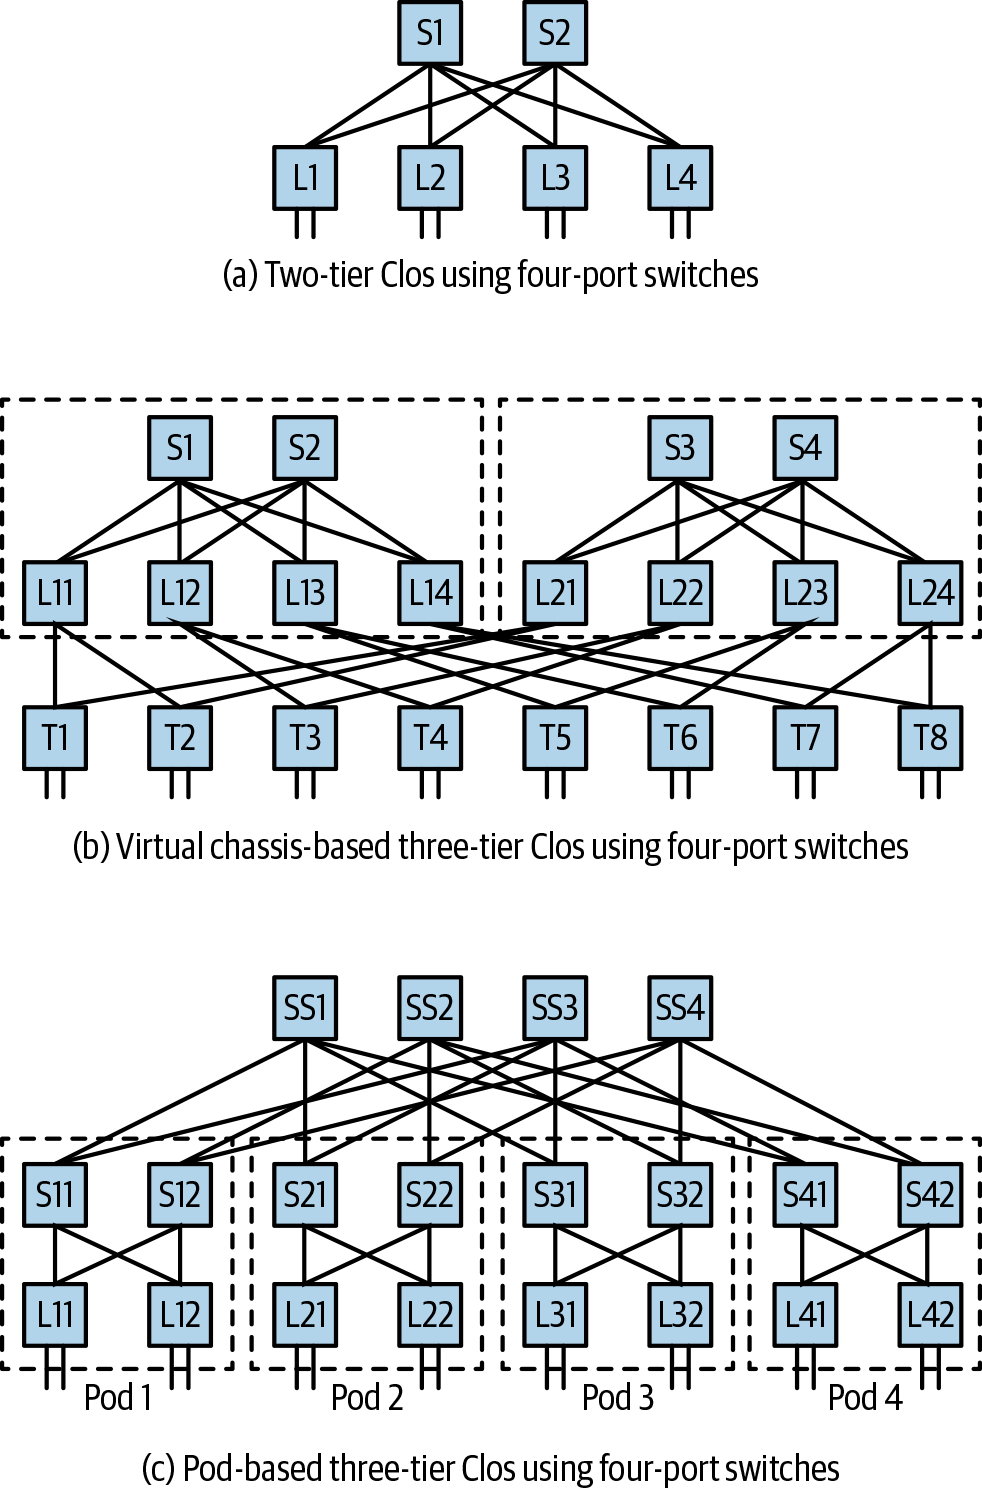 S1 S2
L1 L2 L3 L4
(a) Two-tier Clos using four-port switches
S1 S2 S3 S4
L11 L12 L13 L14 L21 L22 L23 L24
T1 T2 T3 T4 T5 T6 T7 T8
(b) Virtual chassis-based three-tier Clos using four-port switches
SS1 SS2 SS3 SS4
S11 S12 S21 S22 S31 S32 S41 S42
L11 L12 L21 L22 L31 L32 L41 L42
Pod 1 Pod 2 Pod 3 Pod 4
(c) Pod-based three-tier Clos using four-port switches